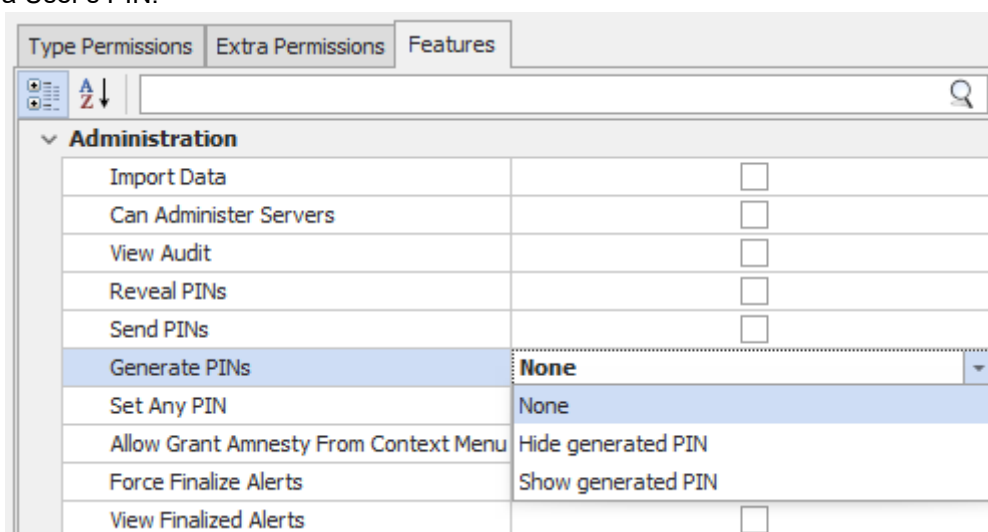 a User's PIN.
Type Permissions Extra Permissions Features
A
Z
Administration
Import Data
Can Administer Servers
View Audit
Reveal PINs
Send PINs
Generate PINs None
Set Any PIN None
Allow Grant Amnesty From Context Menu Hide generated PIN
Force Finalize Alerts Show generated PIN
View Finalized Alerts